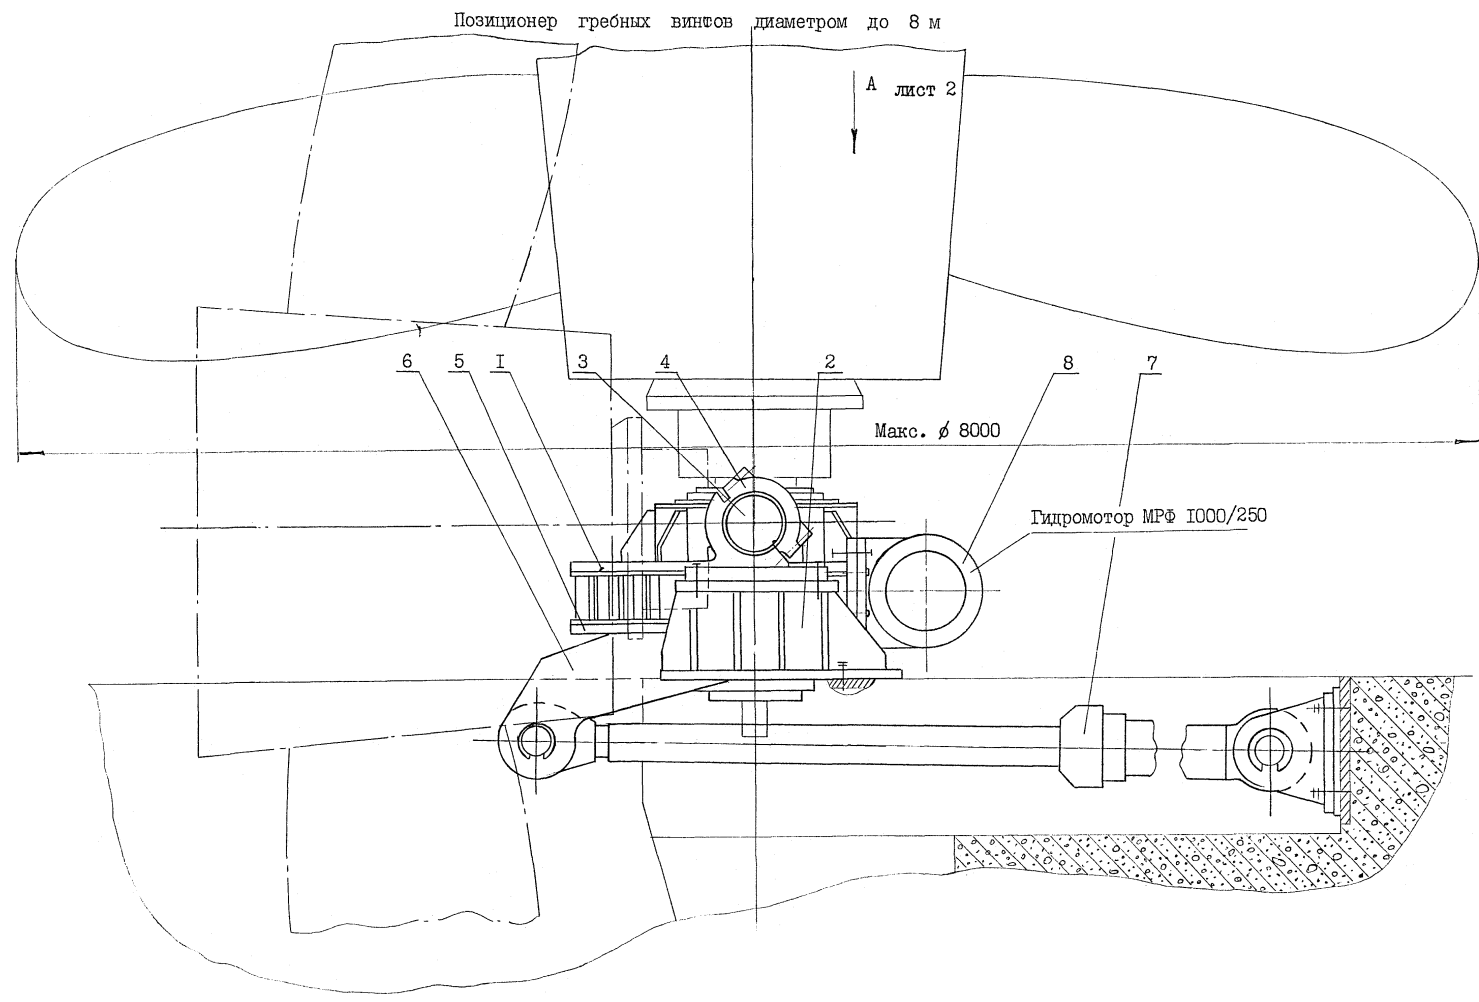 Позиционер гребных винтов диаметром до 8 м
А лист 2
6 5 I 3 4 2 8 7
Макс. ϕ 8000
Гидромотор МРФ I000/250